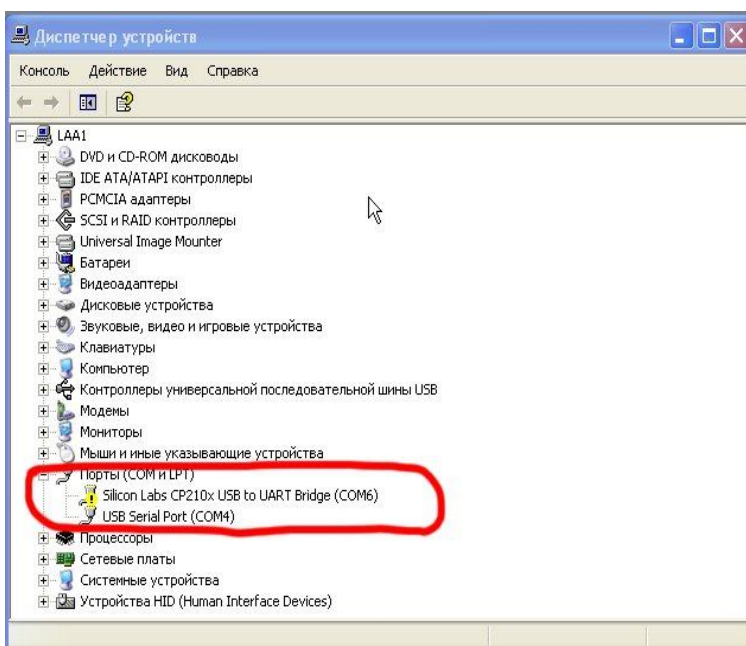 Диспетчер устройств
Консоль Действие Вид Справка
LAA1
DVD и CD-ROM дисководы
IDE ATA/ATAPI контроллеры
PCMCIA адаптеры
SCSI и RAID контроллеры
Universal Image Mounter
Батареи
Видеоадаптеры
Дисковые устройства
Звуковые, видео и игровые устройства
Клавиатуры
Компьютер
Контроллеры универсальной последовательной шины USB
Модемы
Мониторы
Мыши и иные указывающие устройства
Порты (COM и LPT)
Silicon Labs CP210x USB to UART Bridge (COM6)
USB Serial Port (COM4)
Процессоры
Сетевые платы
Системные устройства
Устройства HID (Human Interface Devices)